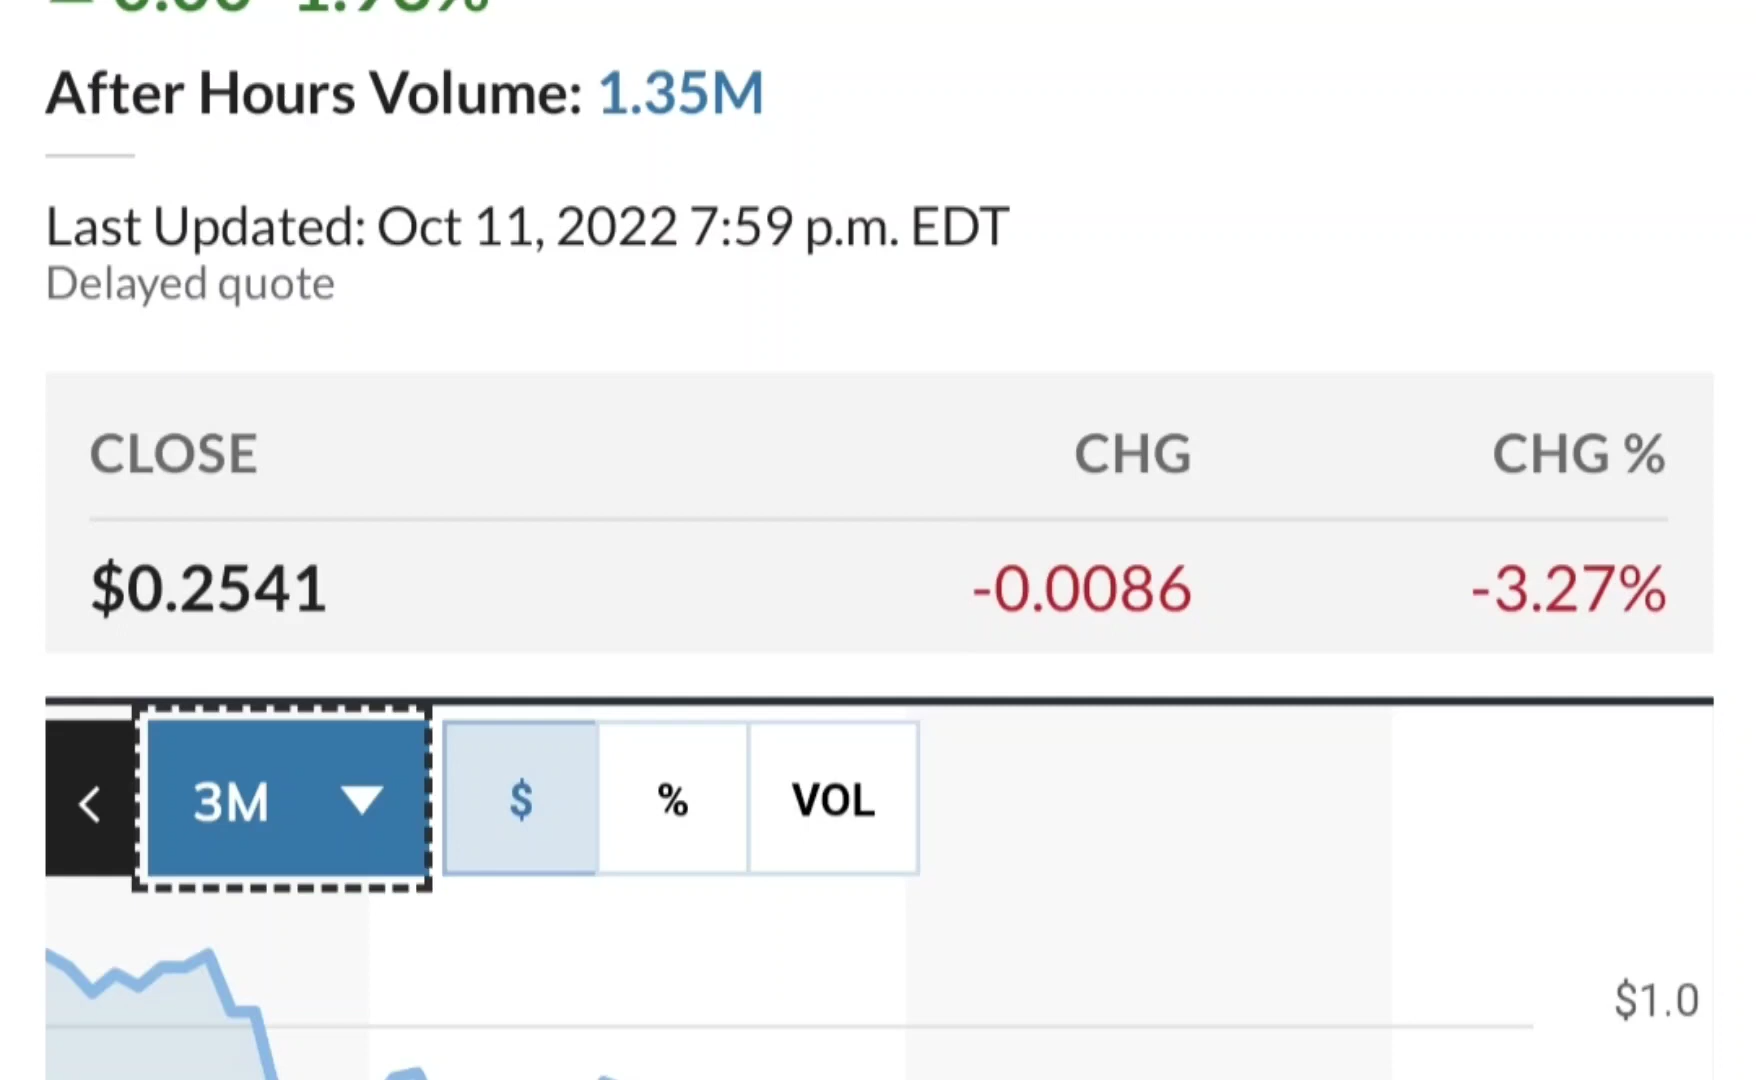 After Hours Volume: 1.35M
Last Updated: Oct 11, 2022 7:59 p.m. EDT
Delayed quote
CLOSE CHG CHG %
$0.2541 -0.0086 -3.27%
< 3M $ % VOL
$1.0